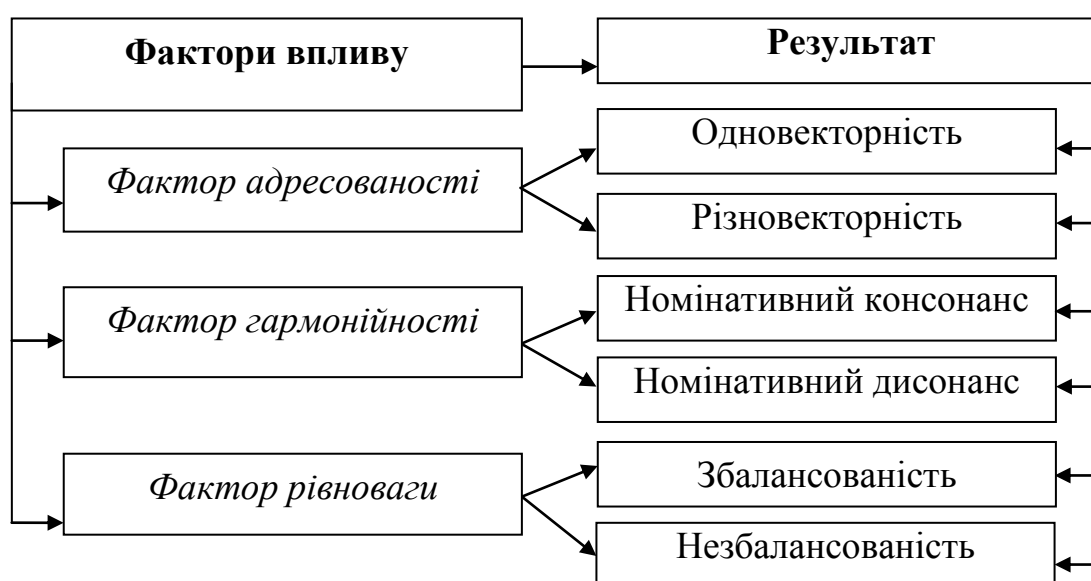 Фактори впливу
Результат
Фактор адресованості
Одновекторність
Різновекторність
Фактор гармонійності
Номінативний консонанс
Номінативний дисонанс
Фактор рівноваги
Збалансованість
Незбалансованість